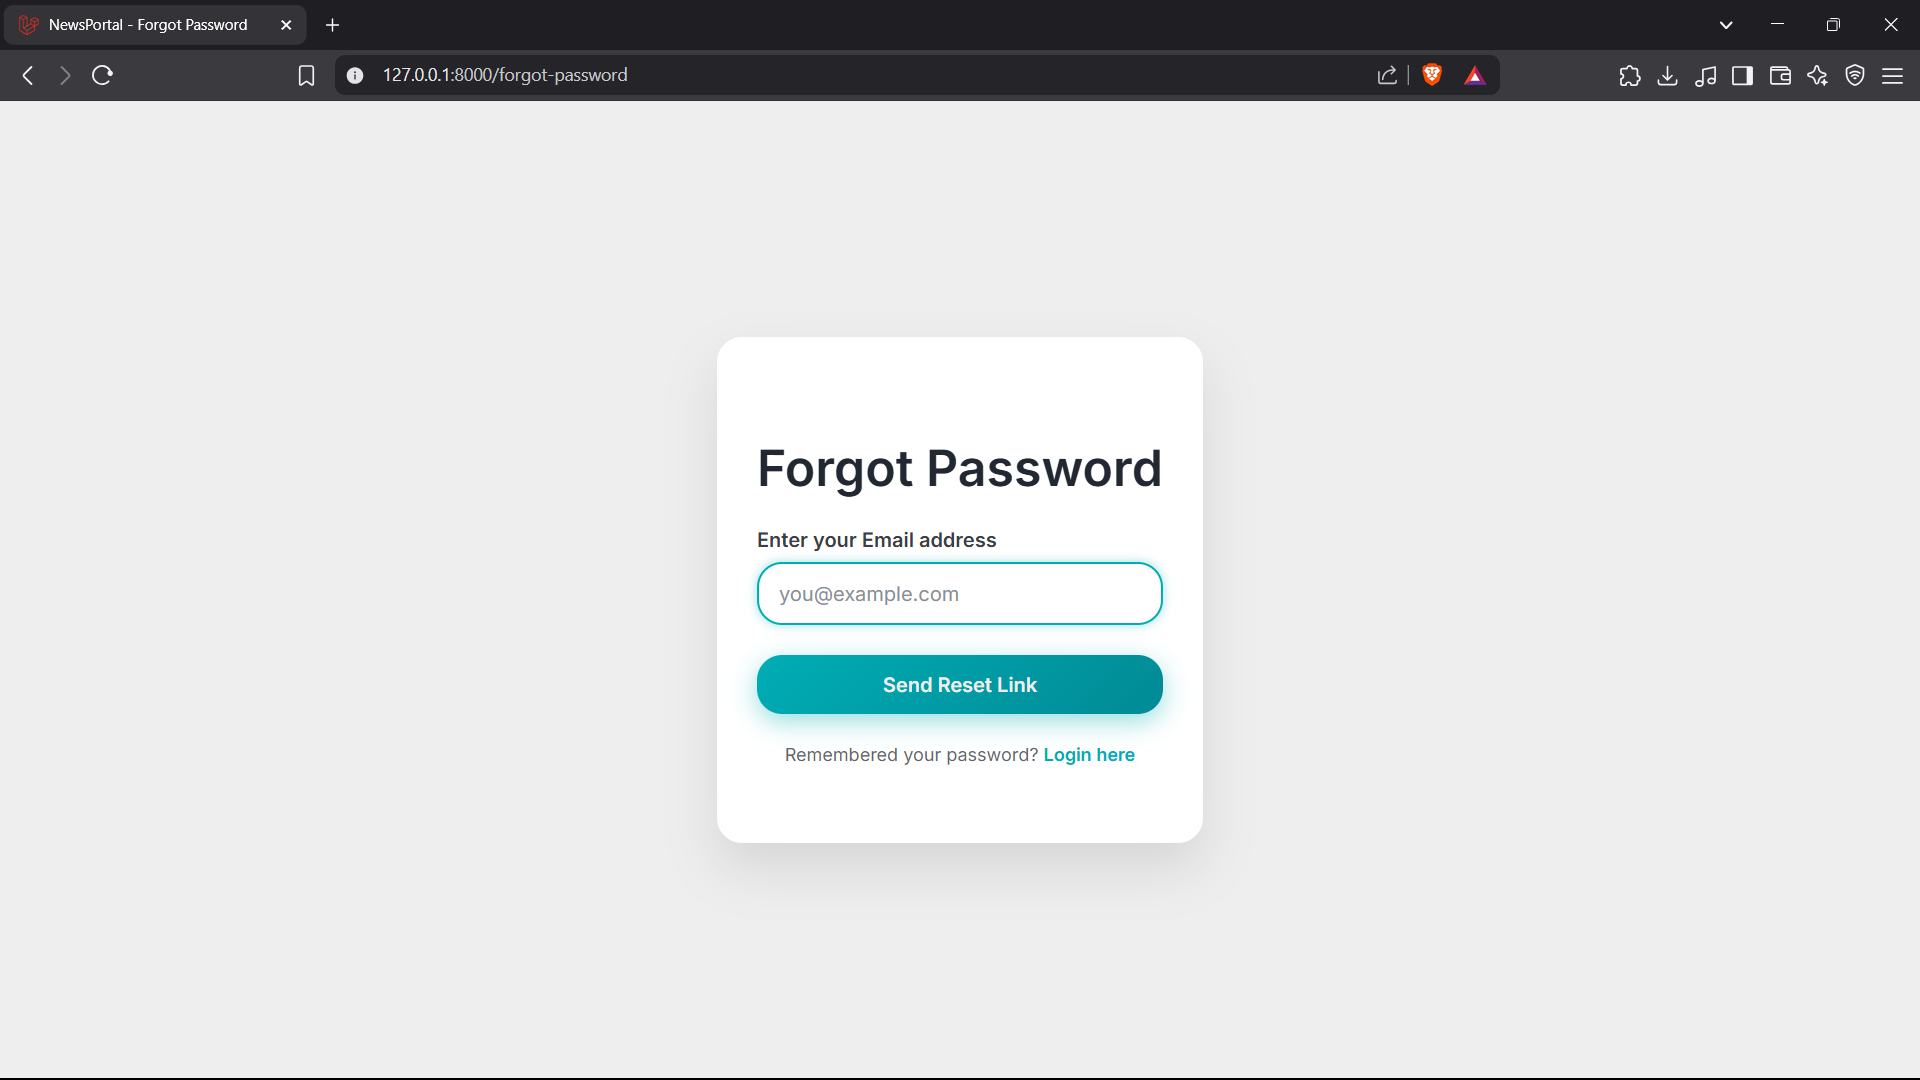 NewsPortal - Forgot Password
127.0.0.1:8000/forgot-password
Forgot Password
Enter your Email address
you@example.com
Send Reset Link
Remembered your password? Login here